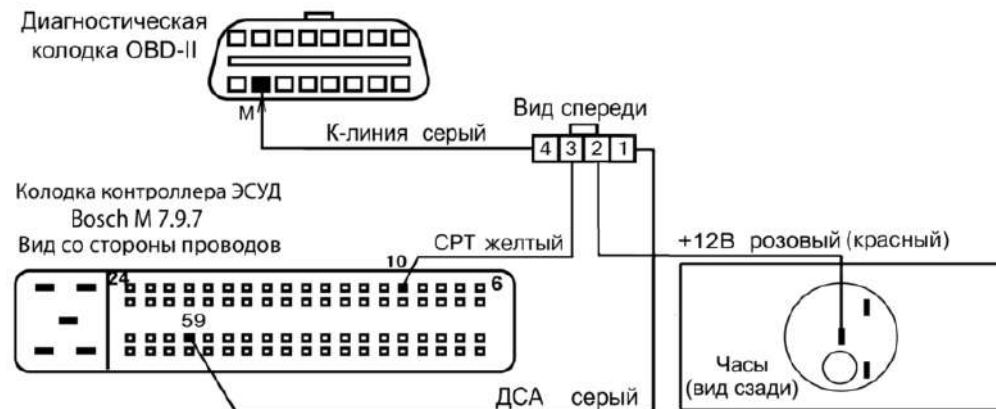 Диагностическая
колодка OBD-II
М
К-линия серый
Вид спереди
4 3 2 1
Колодка контроллера ЭСУД
Bosch M 7.9.7
Вид со стороны проводов
СРТ желтый
+12В розовый (красный)
24
10
6
59
Часы
(вид сзади)
ДСА серый